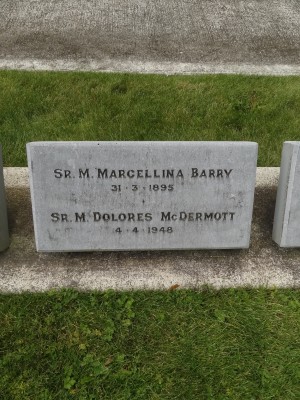 Sr. M. Marcellina Barry
31·3·1895
Sr. M. Dolores McDermott
4·4·1948